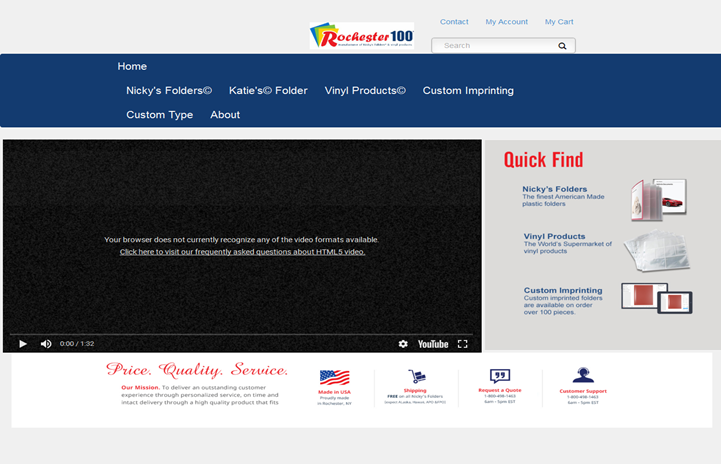 Contact My Account My Cart
Rochester 100
Search
Home
Nicky's Folders© Katie's© Folder Vinyl Products© Custom Imprinting
Custom Type About
Your browser does not currently recognize any of the video formats available.
Click here to visit our frequently asked questions about HTML5 video.
0:00 / 1:32
YouTube
Quick Find
Nicky's Folders
The finest American Made
plastic folders
Vinyl Products
The World's Supermarket of
vinyl products
Custom Imprinting
Custom imprinted folders
are available on order
over 100 pieces.
Price. Quality. Service.
Our Mission. To deliver an outstanding customer
experience through personalized service, on time and
intact delivery through a high quality product that fits
Made in USA
Proudly made
in Rochester, NY
Shipping
FREE on all Nicky's Folders
Request a Quote
1-800-498-1463
8am - 5pm EST
Customer Support
1-800-498-1463
8am - 5pm EST